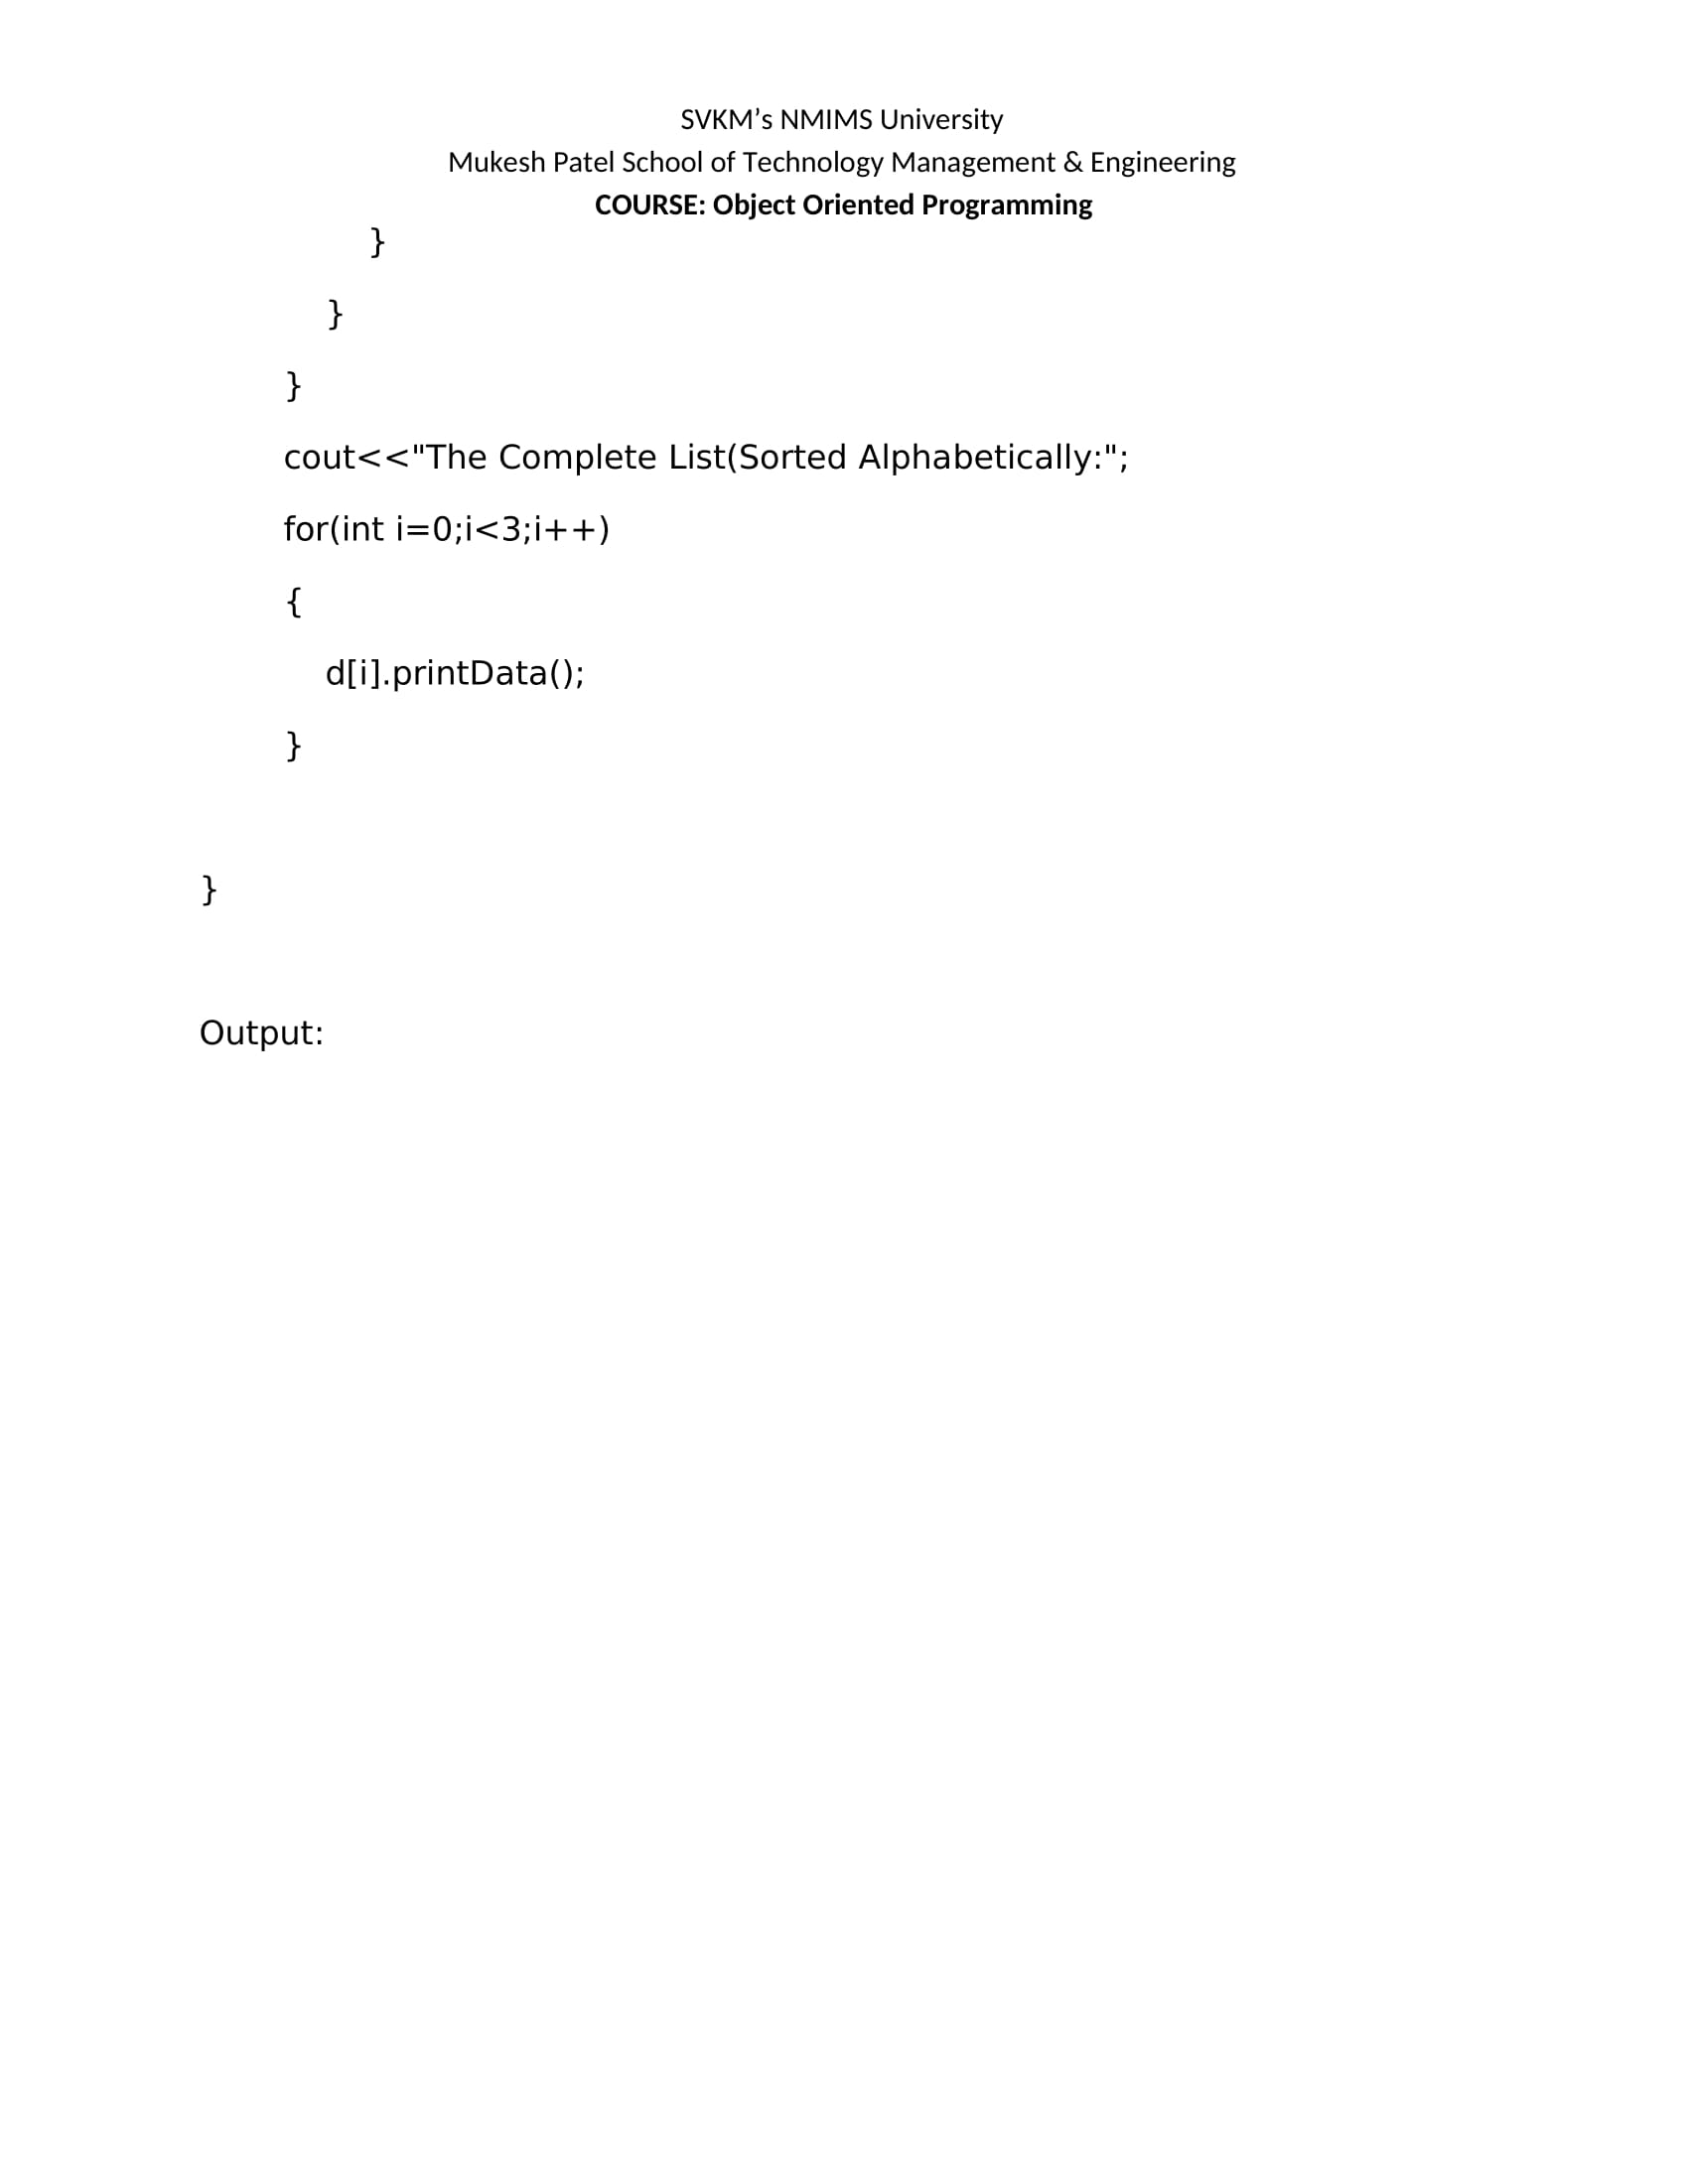 SVKM’s NMIMS University
Mukesh Patel School of Technology Management & Engineering
COURSE: Object Oriented Programming
}
}
}
cout<<"The Complete List(Sorted Alphabetically:";
for(int i=0;i<3;i++)
{
d[i].printData();
}
}
Output: